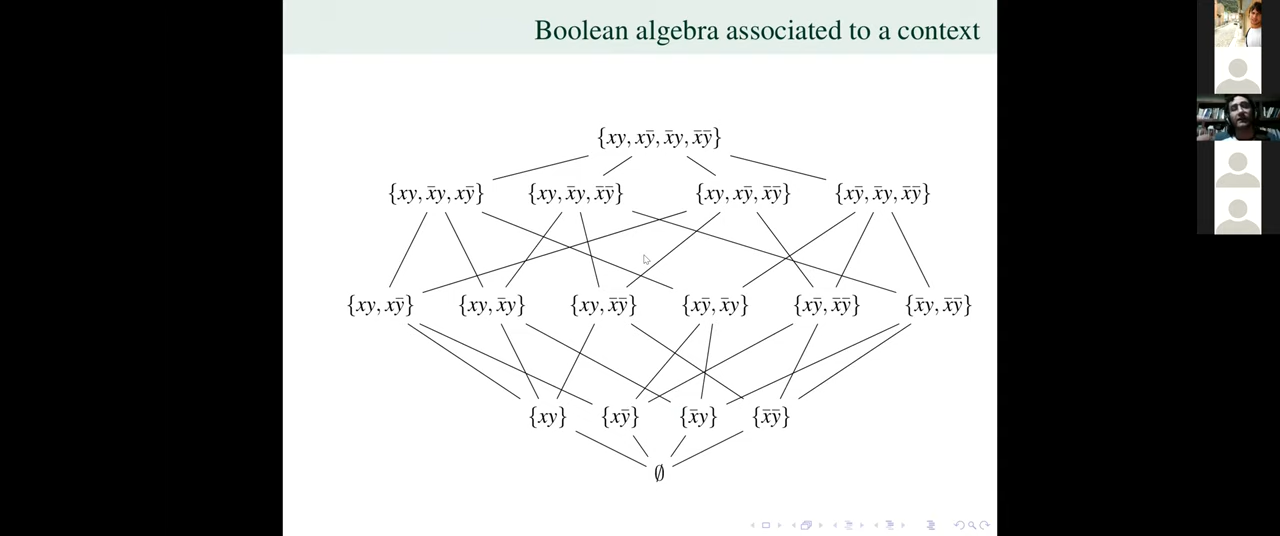 Boolean algebra associated to a context
{xy, xȳ, x̄y, x̄ȳ}
{xy, x̄y, xȳ} {xy, x̄y, x̄ȳ} {xy, xȳ, x̄ȳ} {xȳ, x̄y, x̄ȳ}
{xy, xȳ} {xy, x̄y} {xy, x̄ȳ} {xȳ, x̄y} {xȳ, x̄ȳ} {x̄y, x̄ȳ}
{xy} {xȳ} {x̄y} {x̄ȳ}
∅